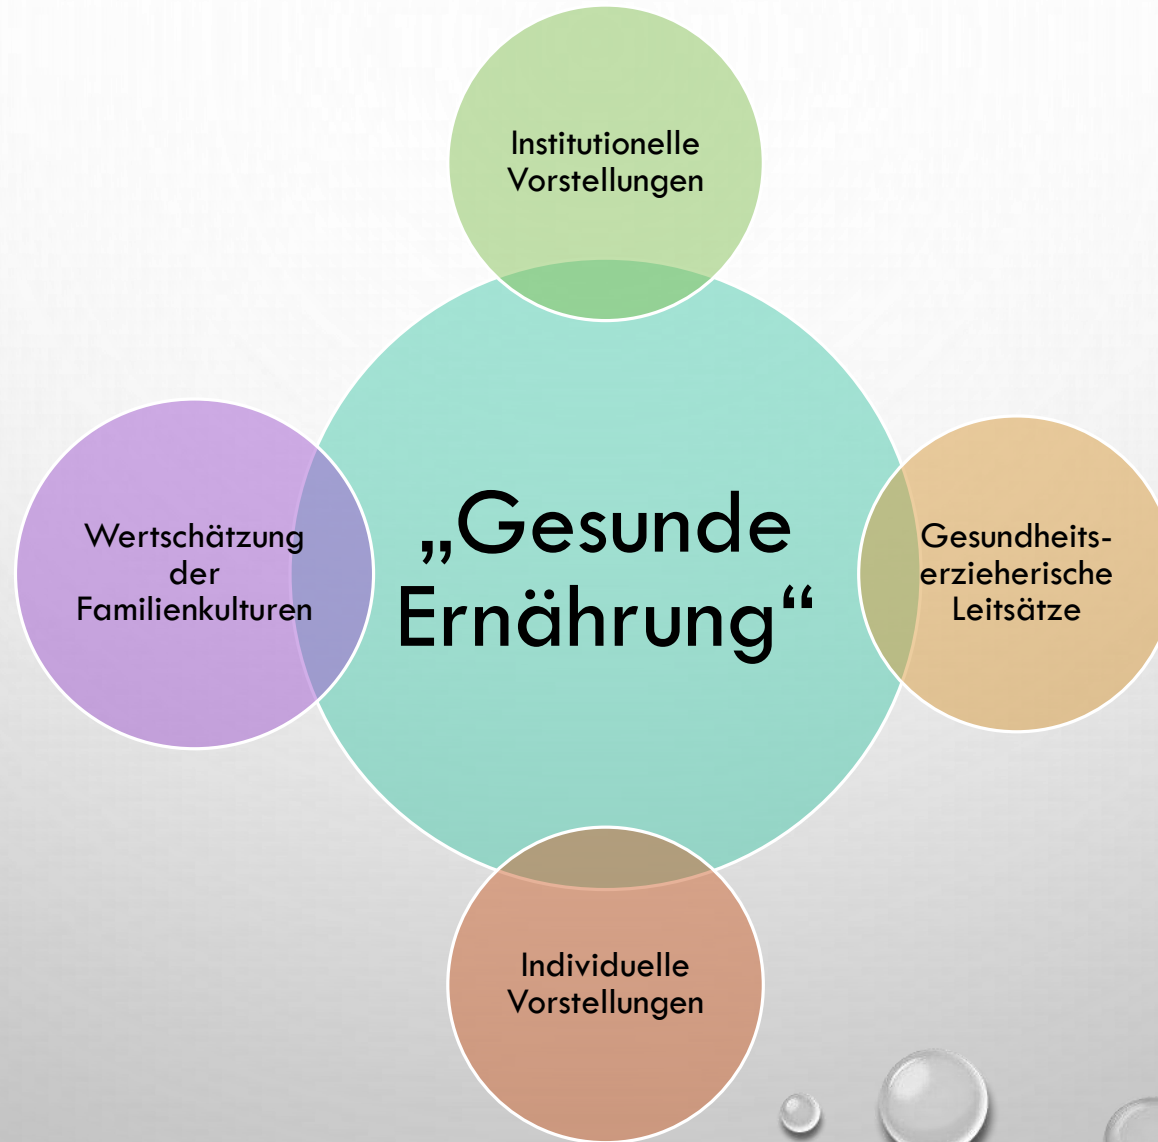 Institutionelle
Vorstellungen
Wertschätzung
der
Familienkulturen
„Gesunde
Ernährung“
Gesundheits-
erzieherische
Leitsätze
Individuelle
Vorstellungen